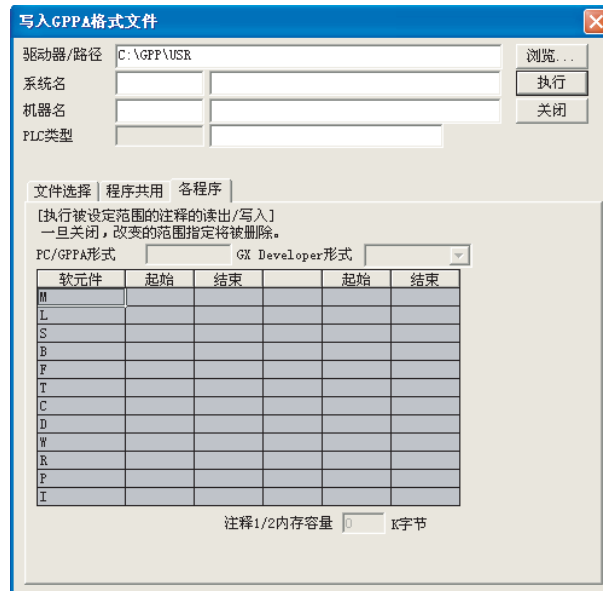 写入GPPA格式文件
驱动器/路径 C:\GPP\USR 浏览...
系统名 执行
机器名 关闭
PLC类型
文件选择 程序共用 各程序
[执行被设定范围的注释的读出/写入]
一旦关闭，改变的范围指定将被删除。
PC/GPPA形式 GX Developer形式
软元件 起始 结束 起始 结束
M
L
S
B
F
T
C
D
W
R
P
I
注释1/2内存容量 0 K字节